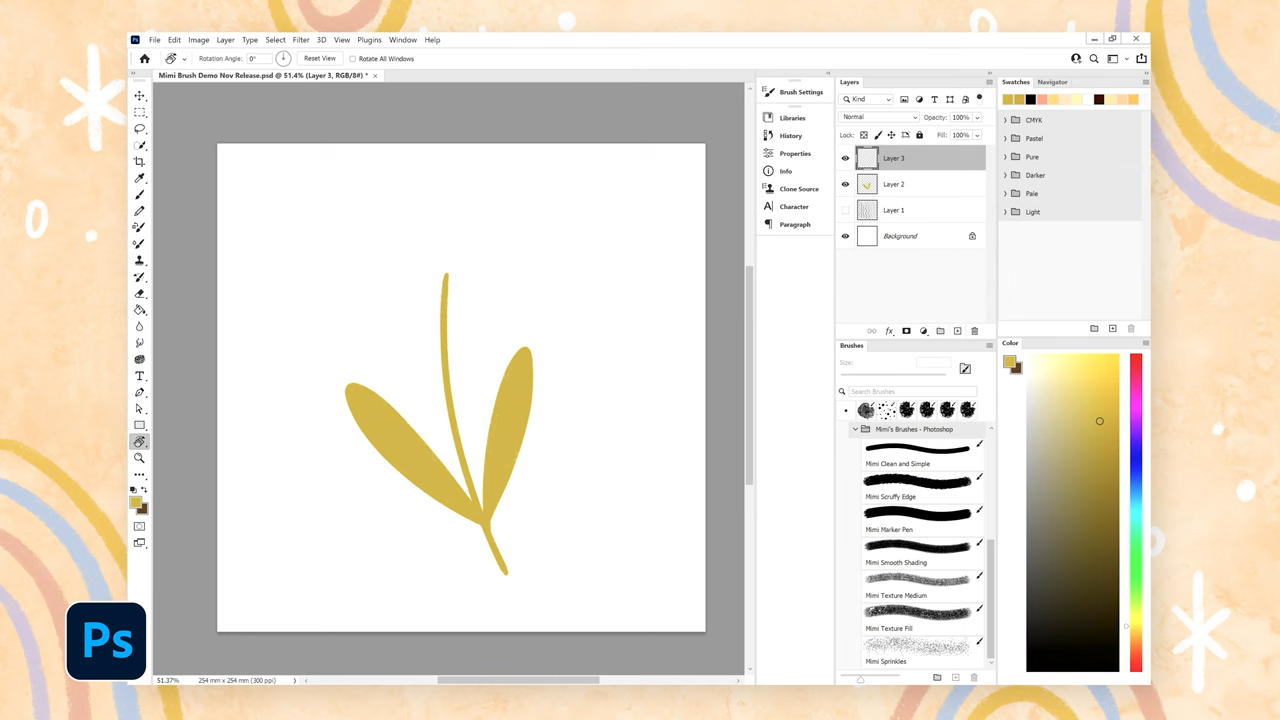 Ps File Edit Image Layer Type Select Filter 3D View Plugins Window Help
Rotation Angle: 0° Reset View Rotate All Windows
Mimi Brush Demo Nov Release.psd @ 51.4% (Layer 3, RGB/8#) * ×
Brush Settings
Libraries
History
Properties
Info
Clone Source
Character
Paragraph
Layers
Kind
Normal Opacity: 100%
Lock: Fill: 100%
Layer 3
Layer 2
Layer 1
Background
fx
Brushes
Size:
Search Brushes
Mimi's Brushes - Photoshop
Mimi Clean and Simple
Mimi Scruffy Edge
Mimi Marker Pen
Mimi Smooth Shading
Mimi Texture Medium
Mimi Texture Fill
Mimi Sprinkles
Swatches Navigator
CMYK
Pastel
Pure
Darker
Pale
Light
Color
51.37% 254 mm x 254 mm (300 ppi)
Ps